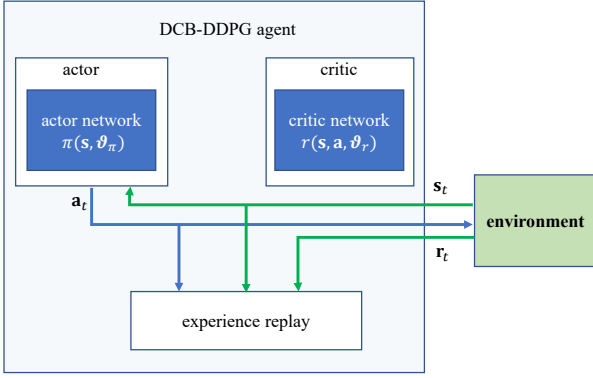 DCB-DDPG agent
actor
critic
actor network
π(s, ϑ_π)
critic network
r(s, a, ϑ_r)
a_t
s_t
environment
r_t
experience replay